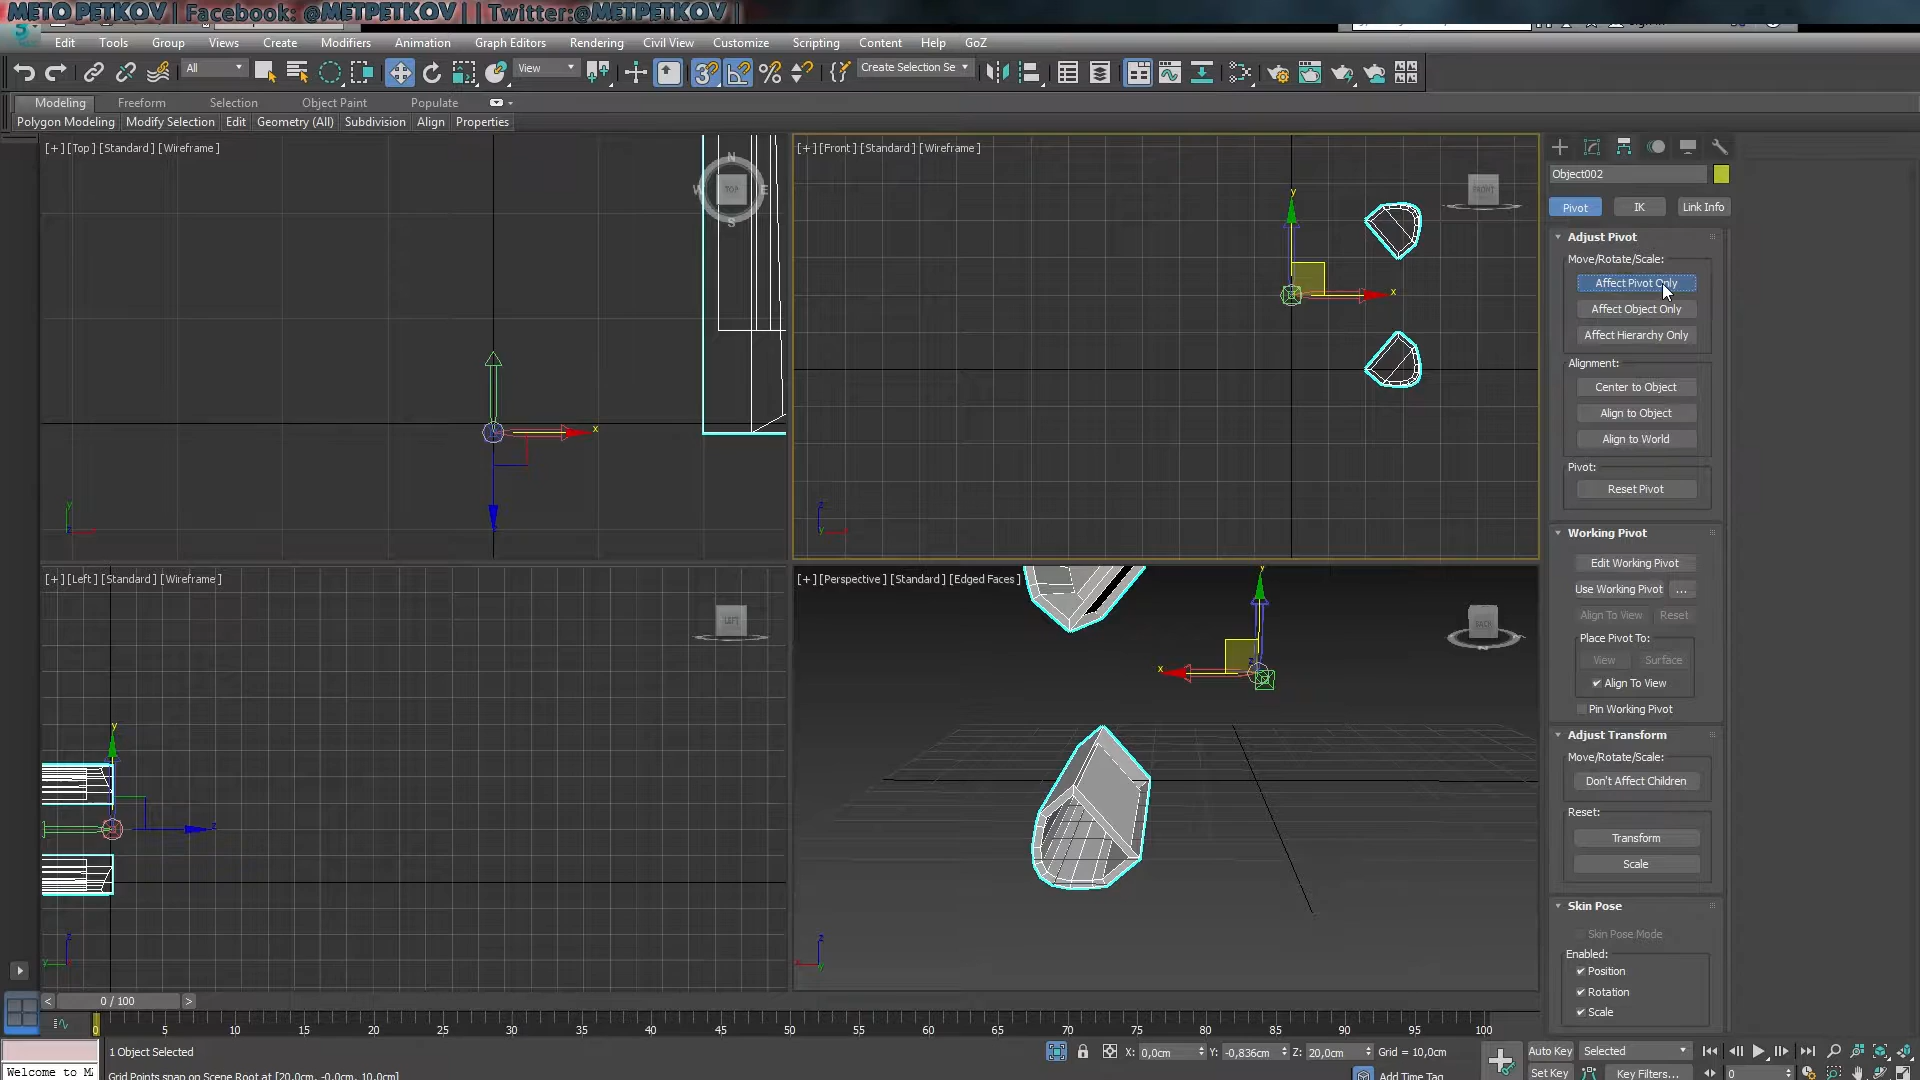 METO PETKOV | Facebook: @METPETKOV | | Twitter:@METPETKOV |
Edit Tools Group Views Create Modifiers Animation Graph Editors Rendering Civil View Customize Scripting Content Help GoZ
All View Create Selection Se
Modeling Freeform Selection Object Paint Populate
Polygon Modeling Modify Selection Edit Geometry (All) Subdivision Align Properties
[+] [Top] [Standard] [Wireframe]
N
W TOP E
S
x
y
[+] [Front] [Standard] [Wireframe]
FRONT
y
x
z
y
[+] [Left] [Standard] [Wireframe]
LEFT
y
z
z
y
[+] [Perspective] [Standard] [Edged Faces]
BACK
y
x
z
z
x
y
Object002
Pivot IK Link Info
Adjust Pivot
Move/Rotate/Scale:
Affect Pivot Only
Affect Object Only
Affect Hierarchy Only
Alignment:
Center to Object
Align to Object
Align to World
Pivot:
Reset Pivot
Working Pivot
Edit Working Pivot
Use Working Pivot ...
Align To View Reset
Place Pivot To:
View Surface
Align To View
Pin Working Pivot
Adjust Transform
Move/Rotate/Scale:
Don't Affect Children
Reset:
Transform
Scale
Skin Pose
Skin Pose Mode
Enabled:
Position
Rotation
Scale
< 0 / 100 >
0 5 10 15 20 25 30 35 40 45 50 55 60 65 70 75 80 85 90 95 100
1 Object Selected X: 0,0cm Y: -0,836cm Z: 20,0cm Grid = 10,0cm Auto Key Selected
Welcome to M Grid Points snap on Scene Root at [20,0cm, -0,0cm, 10,0cm] Add Time Tag Set Key Key Filters... 0